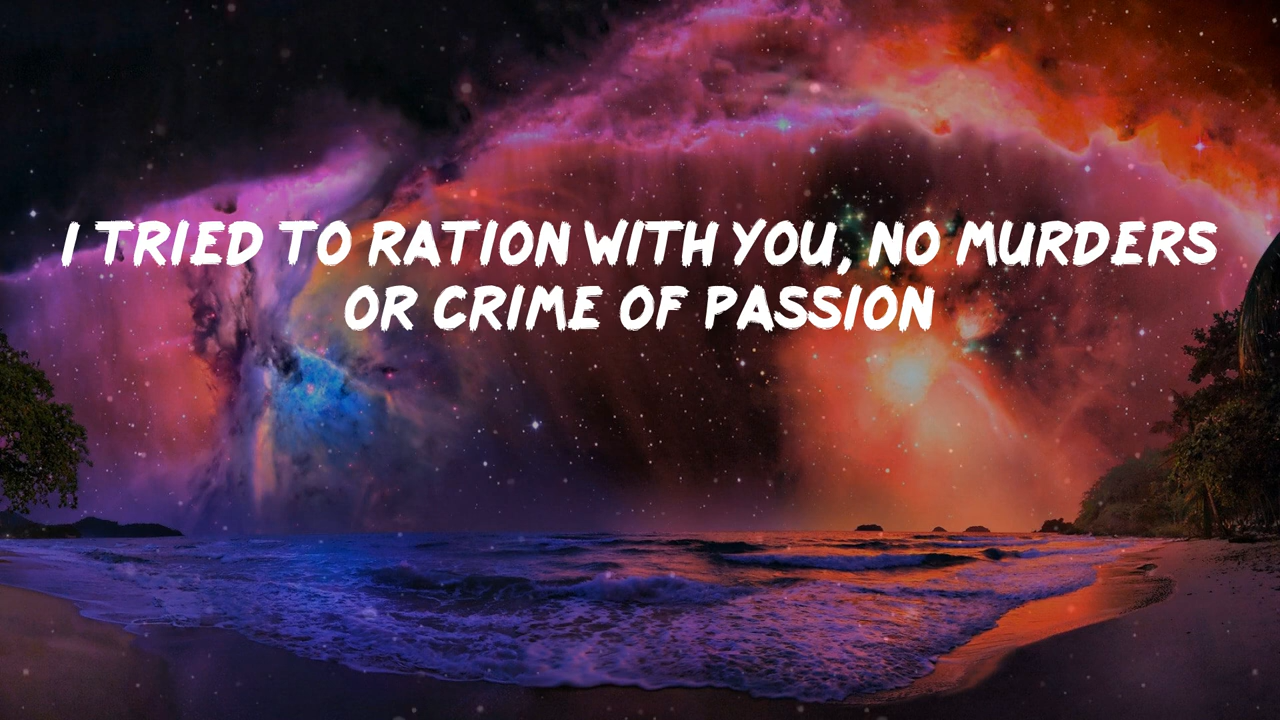 I TRIED TO RATION WITH YOU, NO MURDERS
OR CRIME OF PASSION